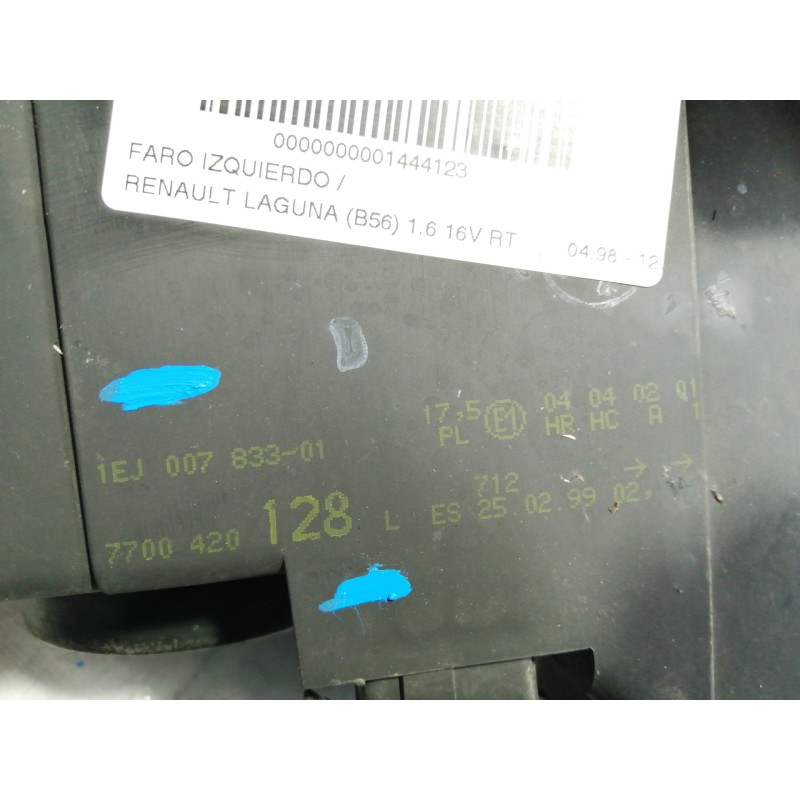 0000000001444123
FARO IZQUIERDO /
RENAULT LAGUNA (B56) 1.6 16V RT
04.98 - 12
17,5 E1 04 04 02 01
PL HR HC A 1
1EJ 007 833-01
712
7700 420 128 L ES 25.02 99 02,